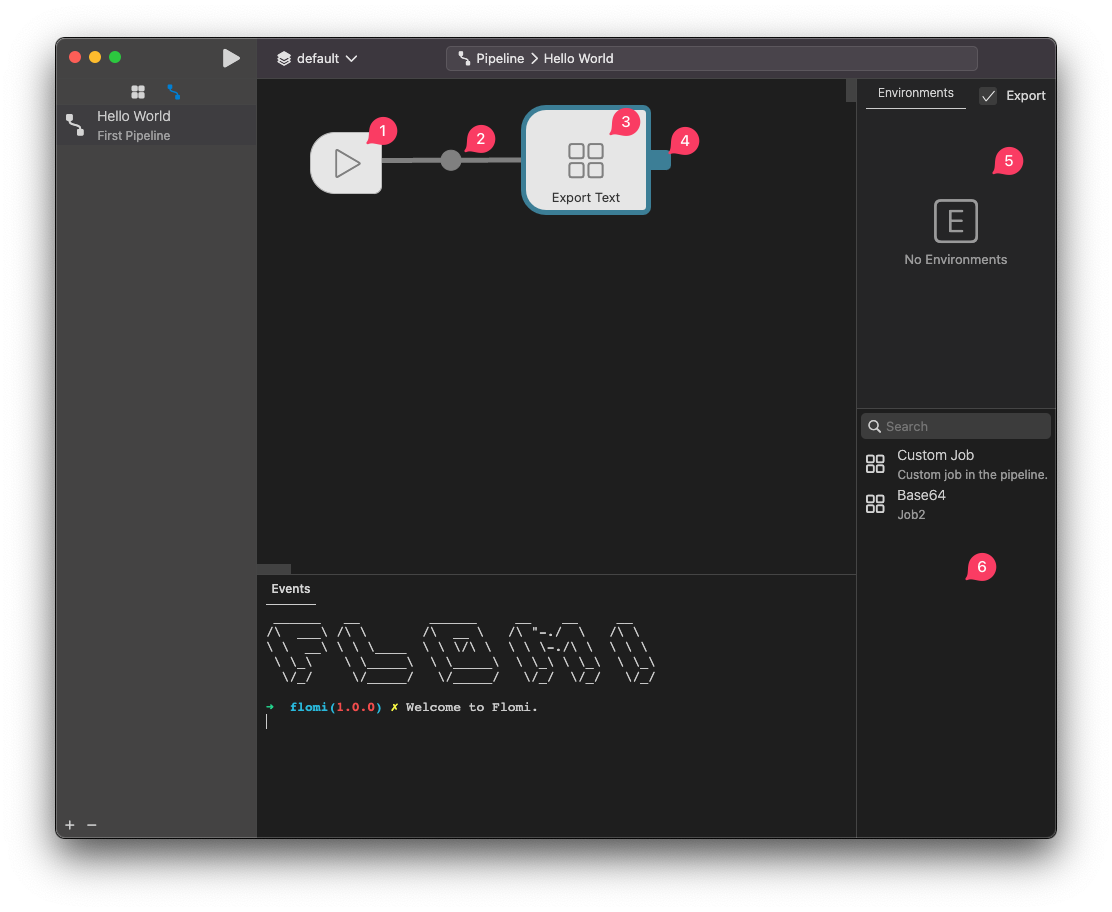 default
Pipeline > Hello World
Hello World
First Pipeline
1
2
3
4
Export Text
Environments
Export
5
E
No Environments
Search
Custom Job
Custom job in the pipeline.
Base64
Job2
6
Events
FLOMI
➜ flomi(1.0.0) ✗ Welcome to Flomi.
+ −